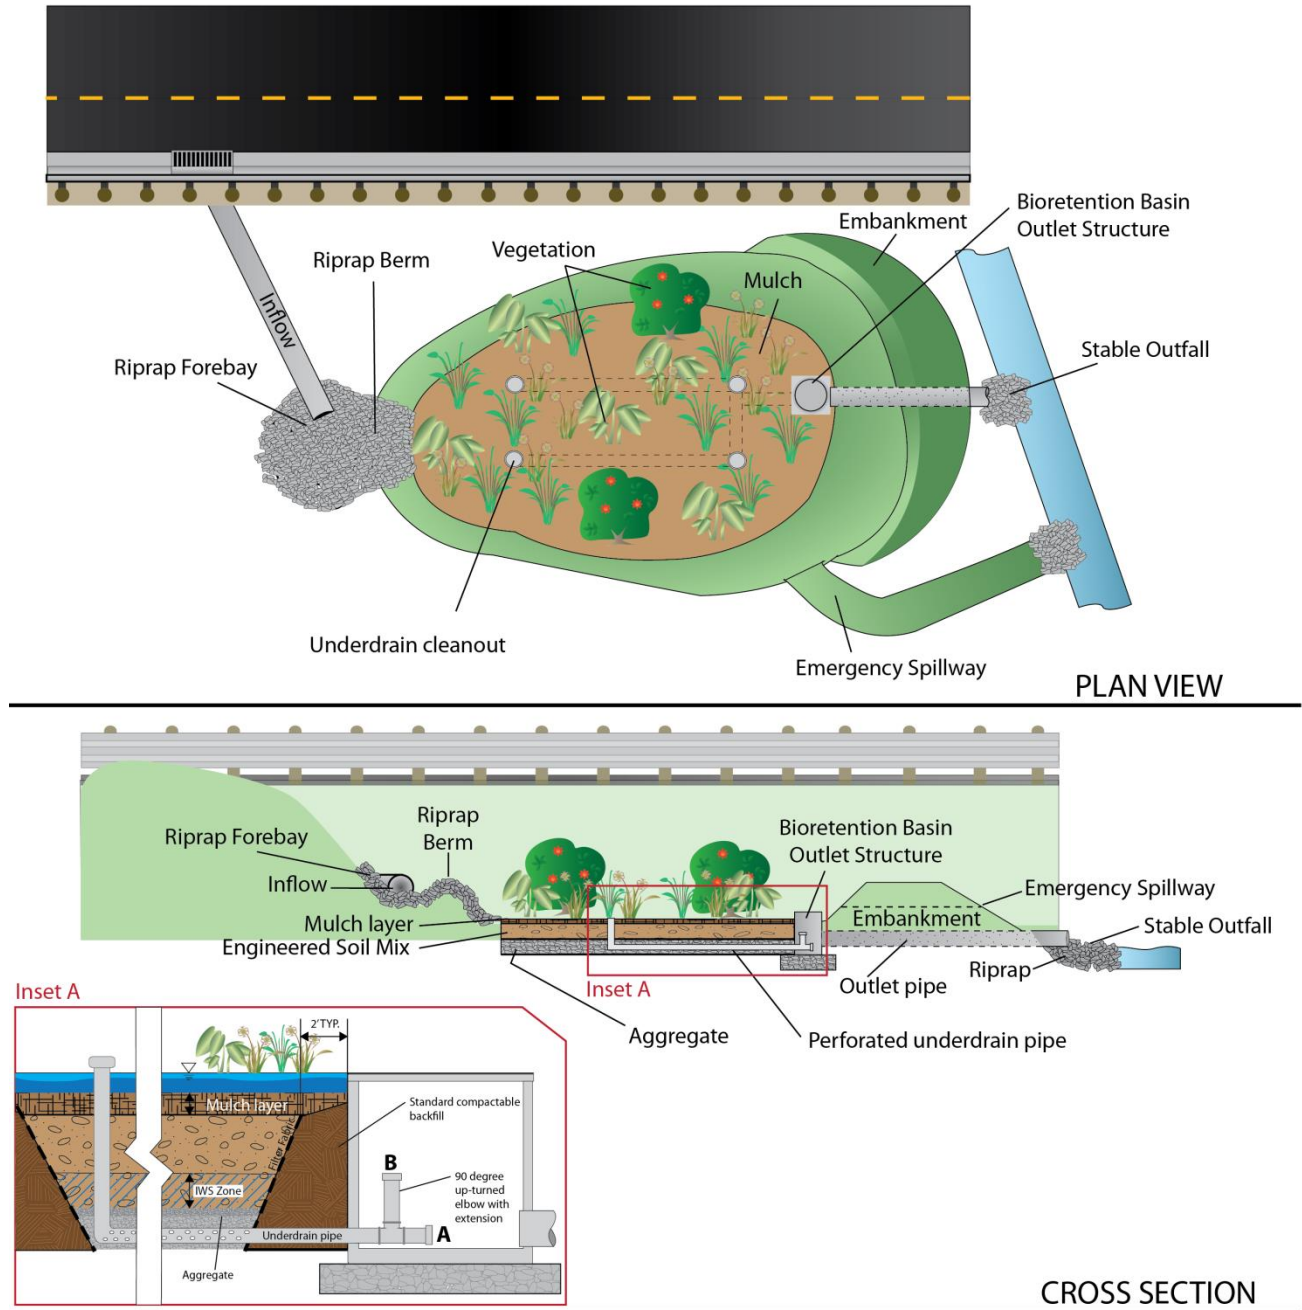 Embankment
Bioretention Basin
Outlet Structure
Vegetation
Riprap Berm
Mulch
Inflow
Stable Outfall
Riprap Forebay
Underdrain cleanout
Emergency Spillway
PLAN VIEW
Riprap
Berm
Riprap Forebay
Bioretention Basin
Outlet Structure
Inflow
Emergency Spillway
Mulch layer
Embankment
Stable Outfall
Engineered Soil Mix
Riprap
Inset A
Outlet pipe
Inset A
Aggregate
Perforated underdrain pipe
2'TYP.
Mulch layer
Standard compactable
backfill
Filter Fabric
B
90 degree
up-turned
elbow with
extension
IWS Zone
A
Underdrain pipe
Aggregate
CROSS SECTION